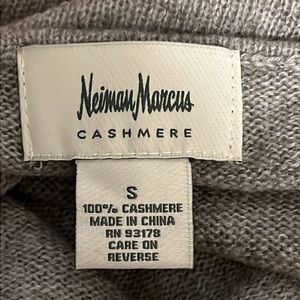 Neiman Marcus
CASHMERE
S
100% CASHMERE
MADE IN CHINA
RN 93178
CARE ON
REVERSE